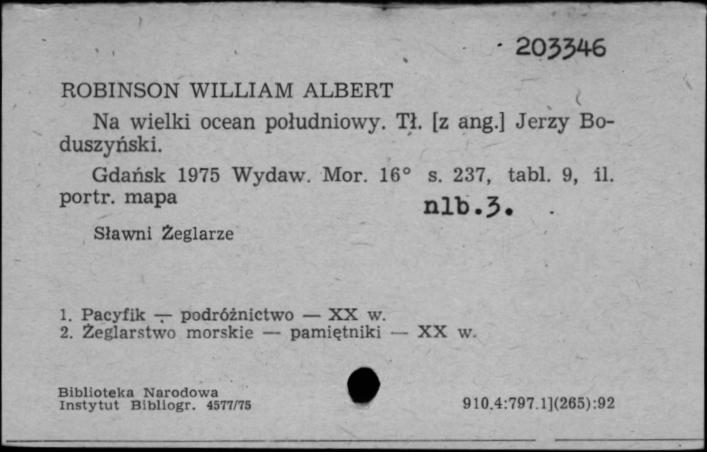 203346
ROBINSON WILLIAM ALBERT
Na wielki ocean południowy. Tł. [z ang.] Jerzy Bo-
duszyński.
Gdańsk 1975 Wydaw. Mor. 16° s. 237, tabl. 9, il.
portr. mapa
nlb.3.
Sławni Żeglarze
1. Pacyfik — podróżnictwo — XX w.
2. Żeglarstwo morskie — pamiętniki — XX w.
Biblioteka Narodowa
Instytut Bibliogr. 4577/75
910.4:797.1](265):92